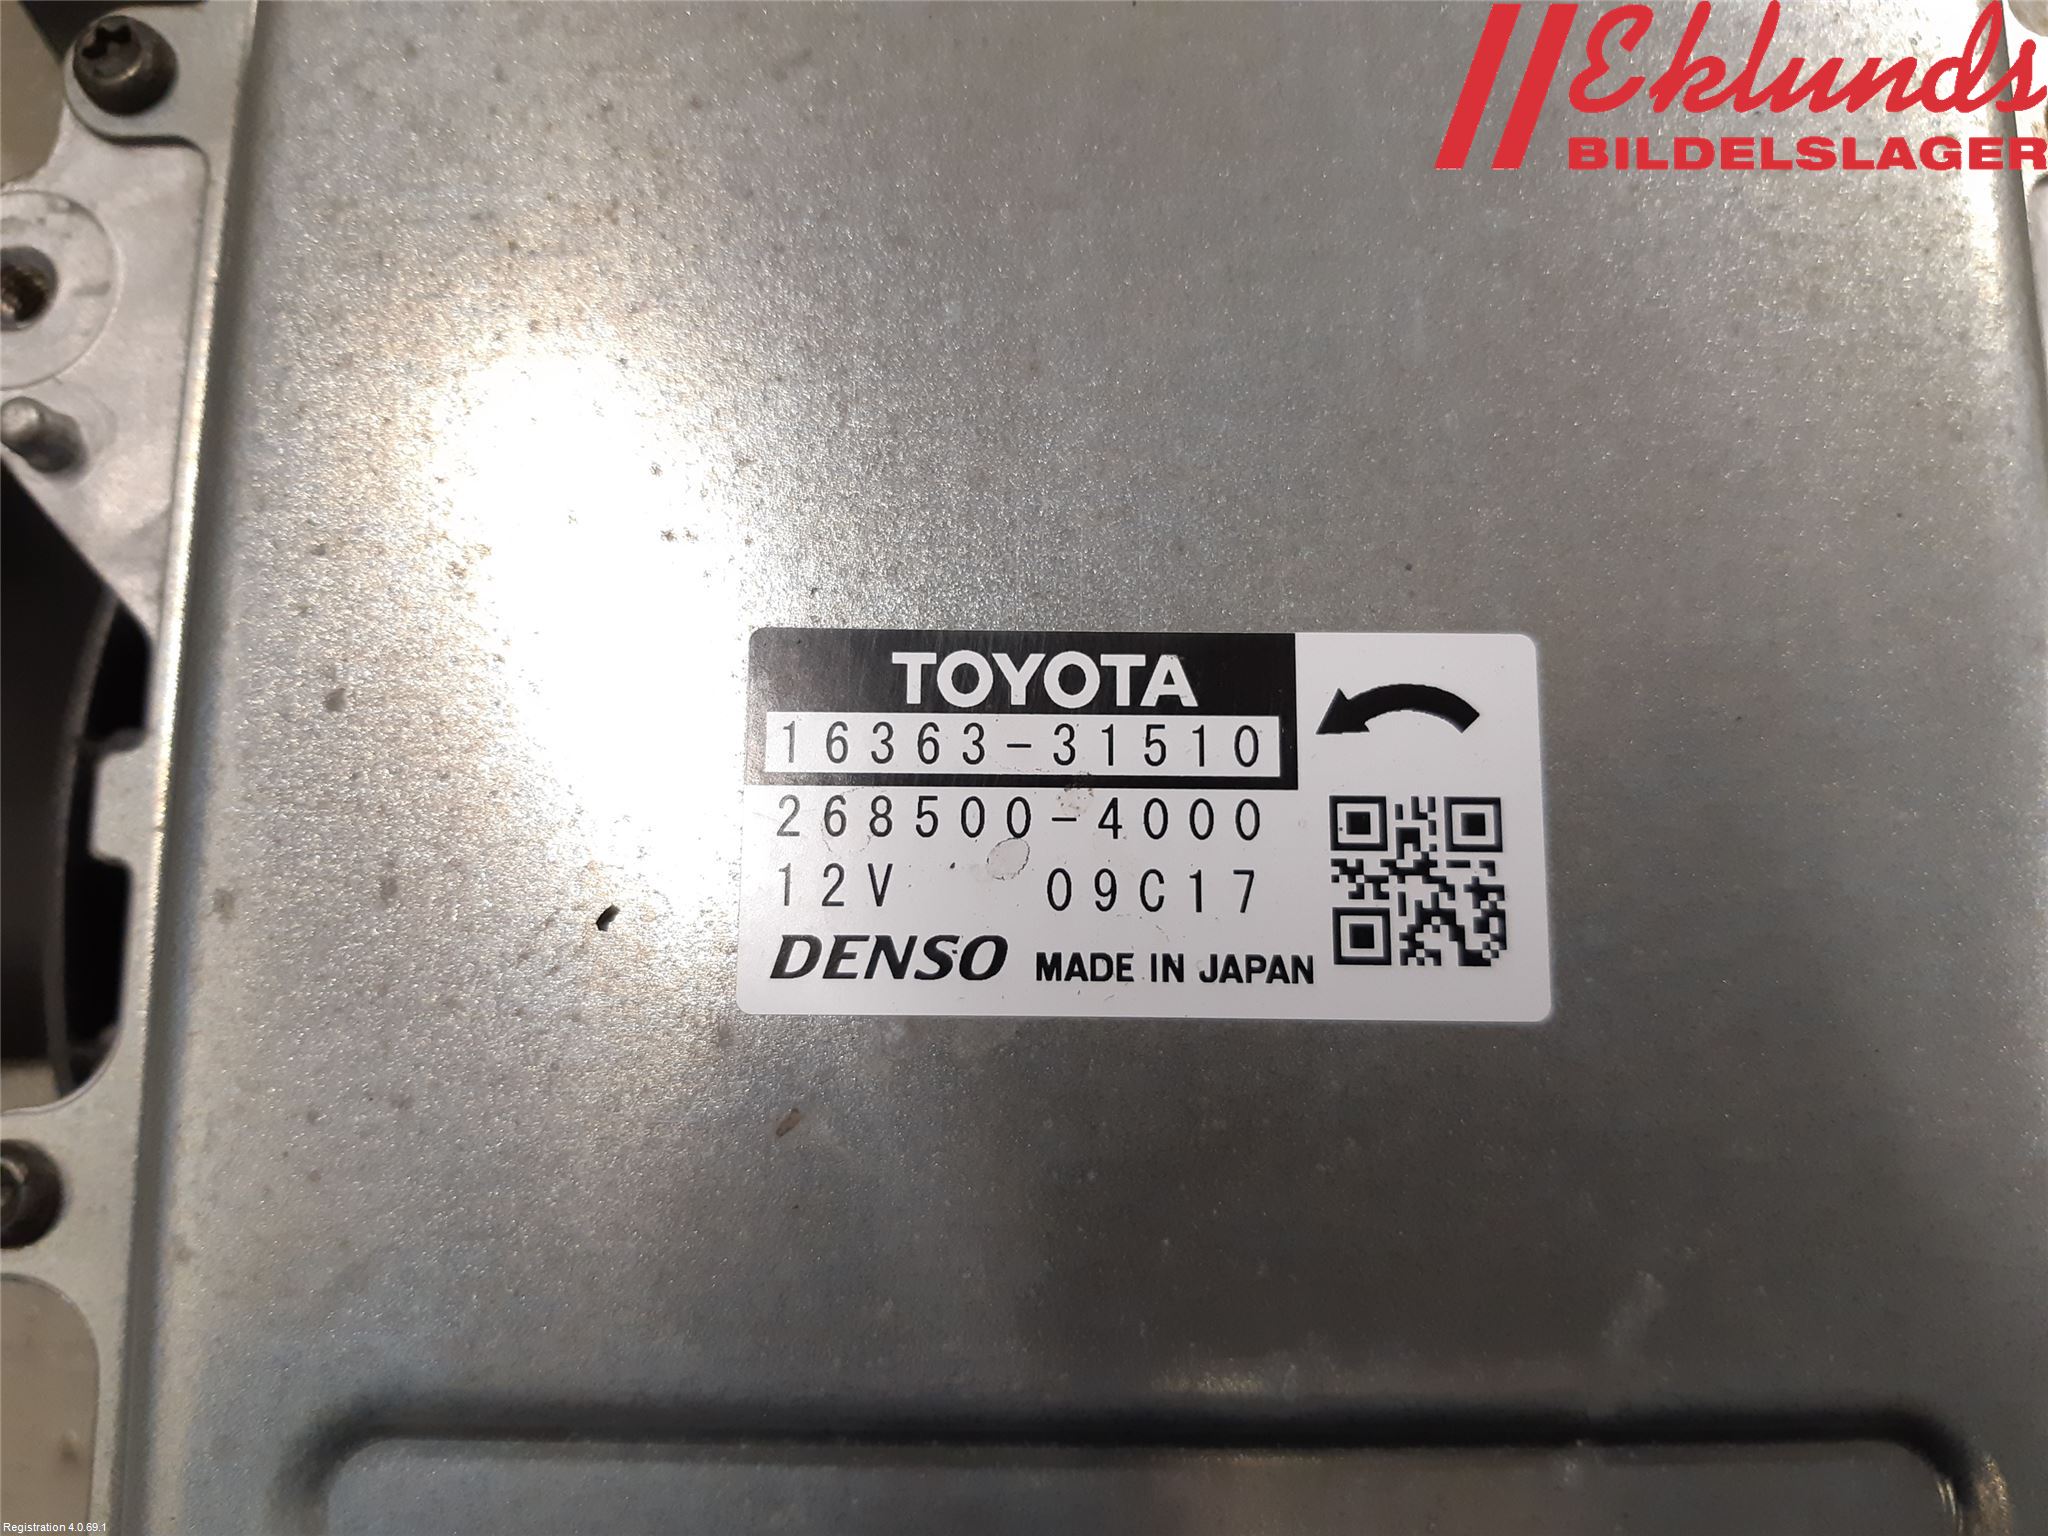 Eklunds
BILDELSLAGER
TOYOTA
16363-31510
268500-4000
12V 09C17
DENSO MADE IN JAPAN
Registration 4.0.69.1